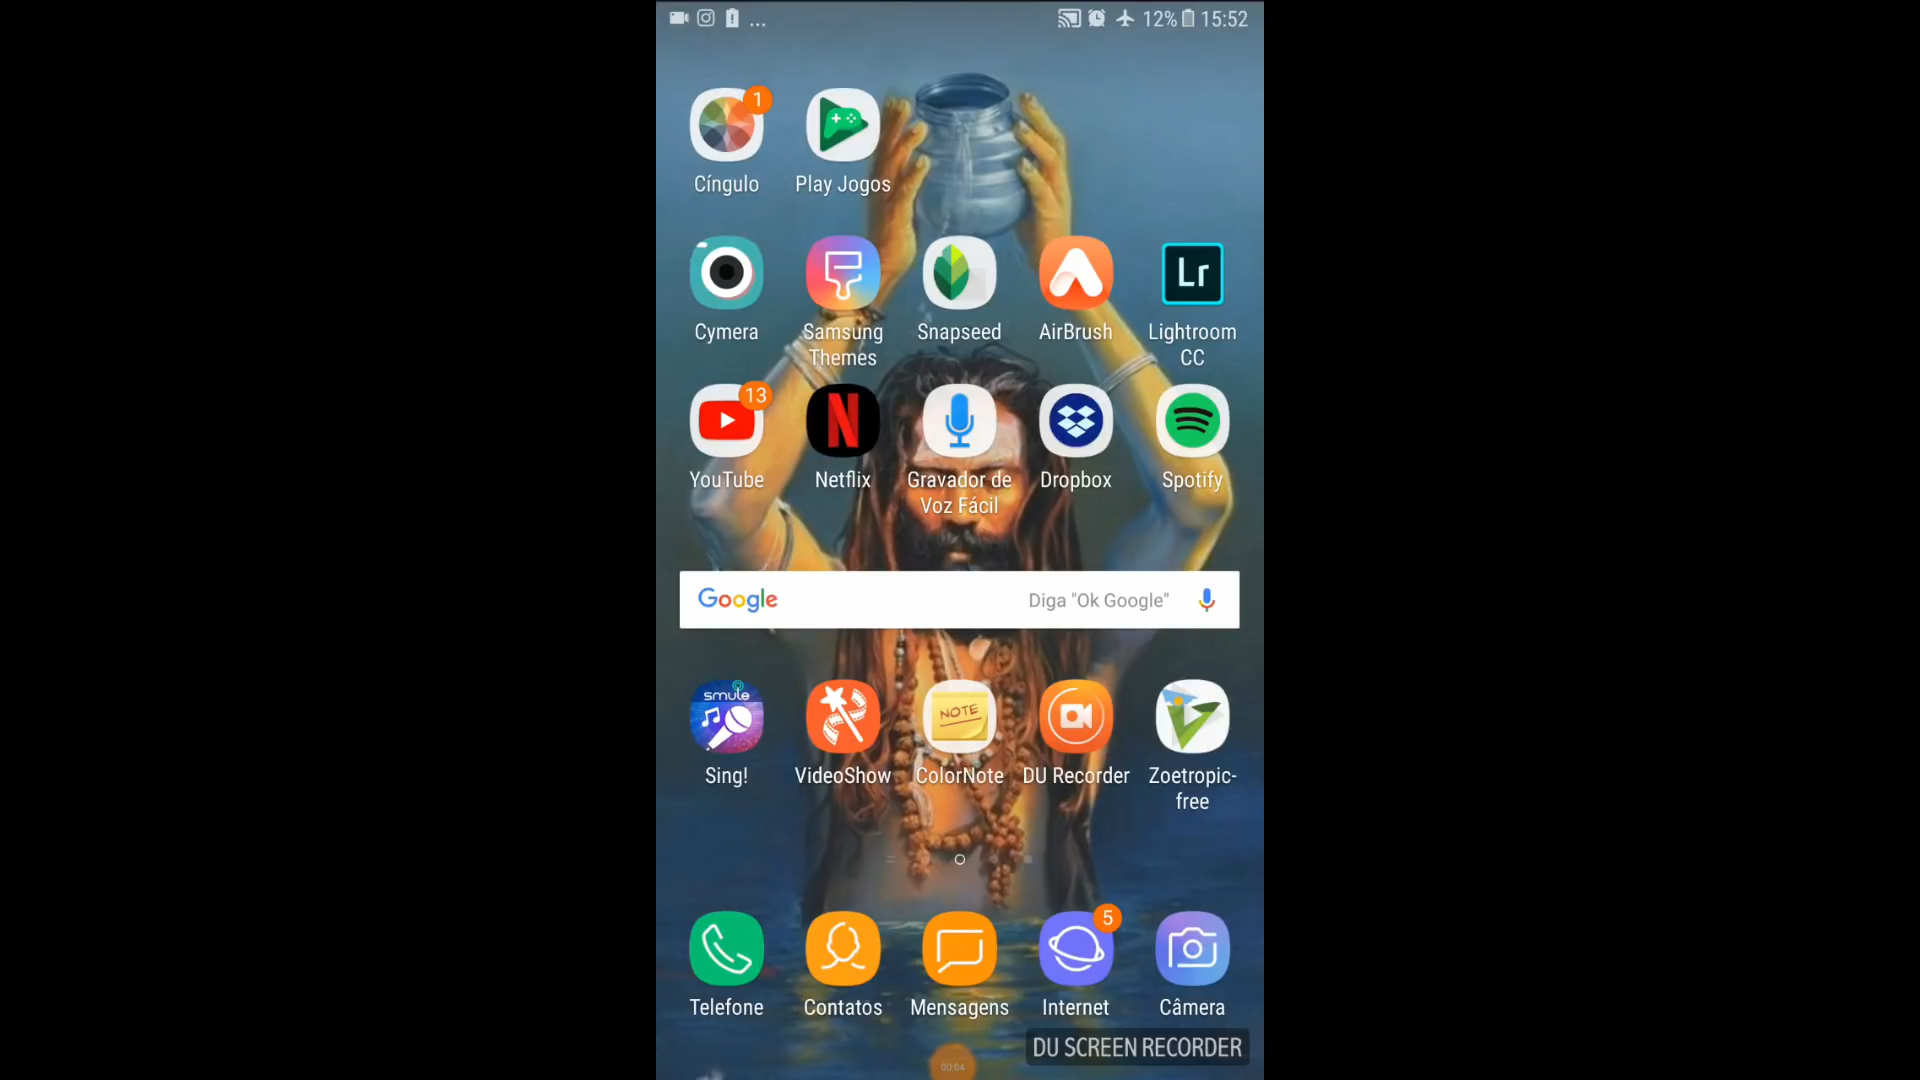 ... 12% 15:52
1
Cíngulo Play Jogos
Lr
Cymera Samsung Themes Snapseed AirBrush Lightroom CC
13
N
YouTube Netflix Gravador de Voz Fácil Dropbox Spotify
Google Diga "Ok Google"
smule
NOTE
Sing! VideoShow ColorNote DU Recorder Zoetropic-free
5
Telefone Contatos Mensagens Internet Câmera
DU SCREEN RECORDER
00:04